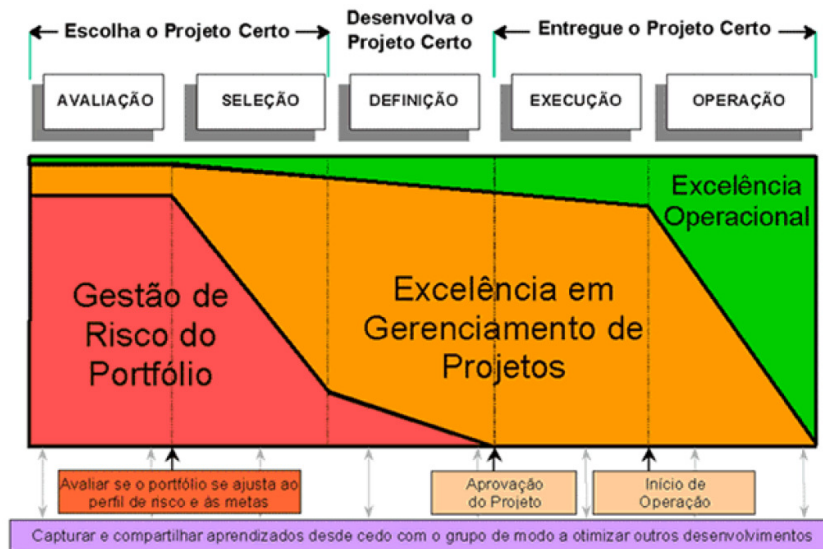 Escolha o Projeto Certo
Desenvolva
o Projeto Certo
Entregue o Projeto Certo
AVALIAÇÃO
SELEÇÃO
DEFINIÇÃO
EXECUÇÃO
OPERAÇÃO
Excelência
Operacional
Gestão de
Risco do
Portfólio
Excelência em
Gerenciamento de
Projetos
Avaliar se o portfólio se ajusta ao
perfil de risco e às metas
Aprovação
do Projeto
Início de
Operação
Capturar e compartilhar aprendizados desde cedo com o grupo de modo a otimizar outros desenvolvimentos